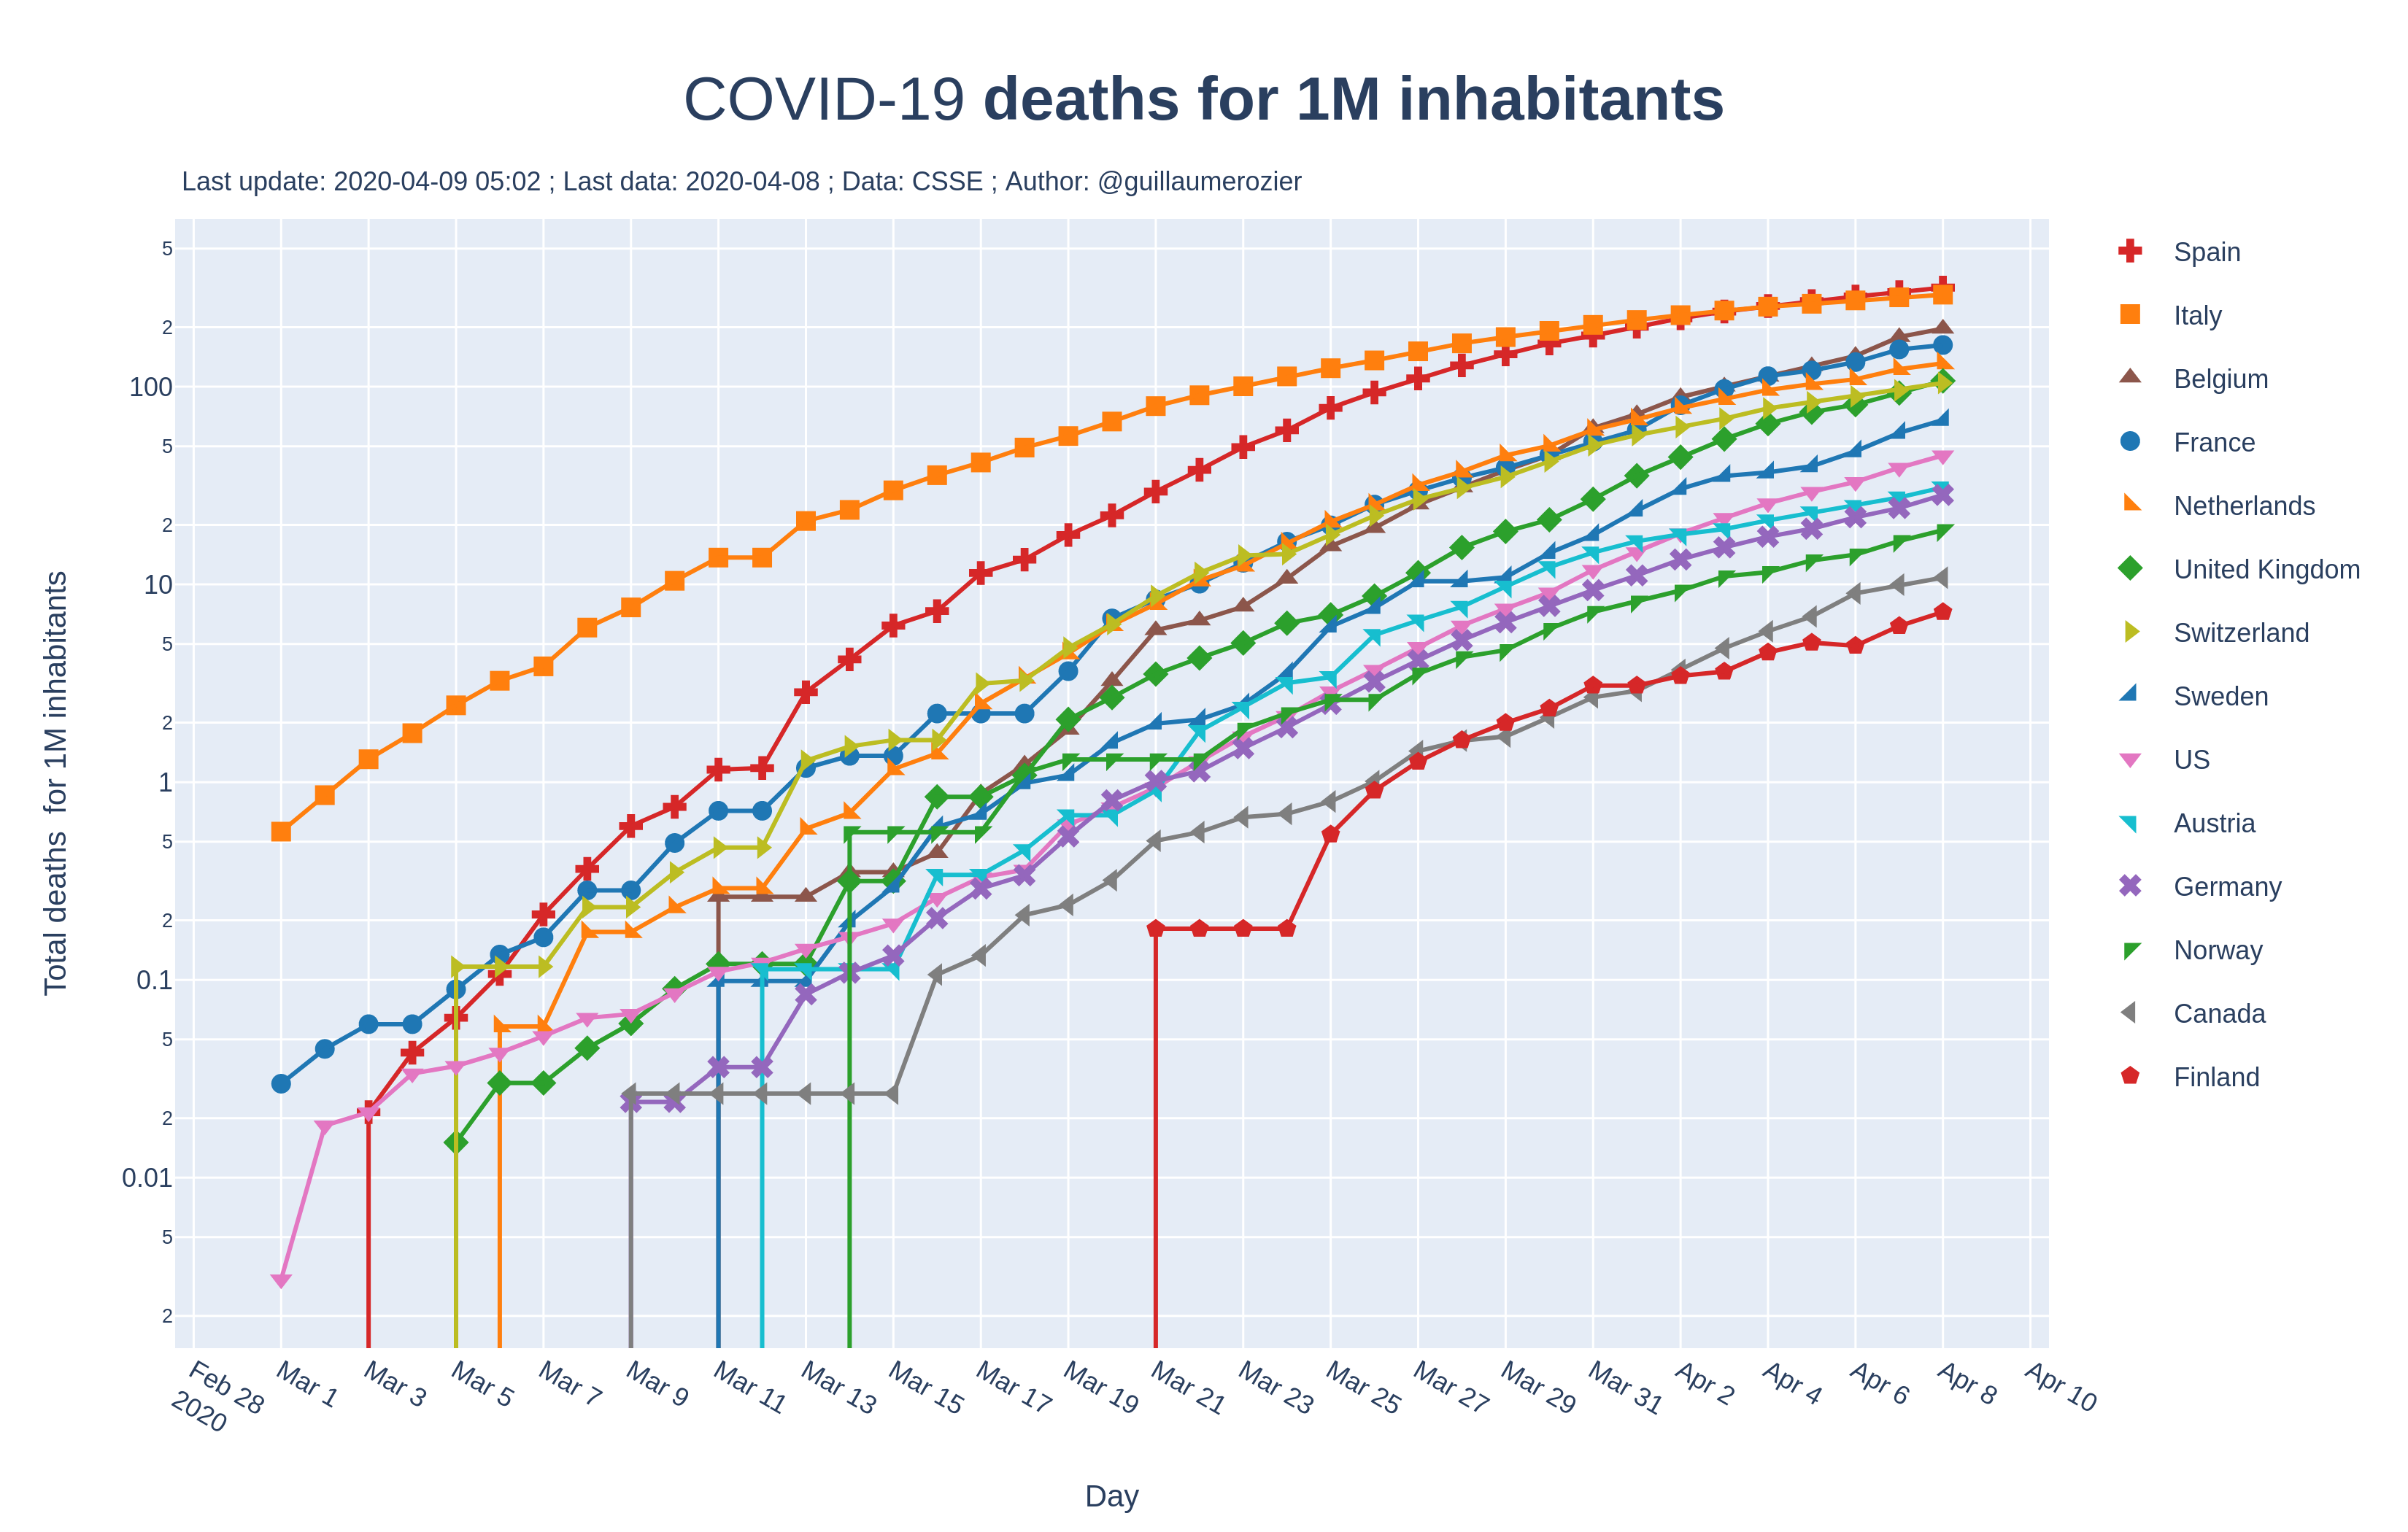 COVID-19 deaths for 1M inhabitants
Last update: 2020-04-09 05:02 ; Last data: 2020-04-08 ; Data: CSSE ; Author: @guillaumerozier
Total deaths for 1M inhabitants
5
2
100
5
2
10
5
2
1
5
2
0.1
5
2
0.01
5
2
Feb 28
2020
Mar 1
Mar 3
Mar 5
Mar 7
Mar 9
Mar 11
Mar 13
Mar 15
Mar 17
Mar 19
Mar 21
Mar 23
Mar 25
Mar 27
Mar 29
Mar 31
Apr 2
Apr 4
Apr 6
Apr 8
Apr 10
Day
Spain
Italy
Belgium
France
Netherlands
United Kingdom
Switzerland
Sweden
US
Austria
Germany
Norway
Canada
Finland